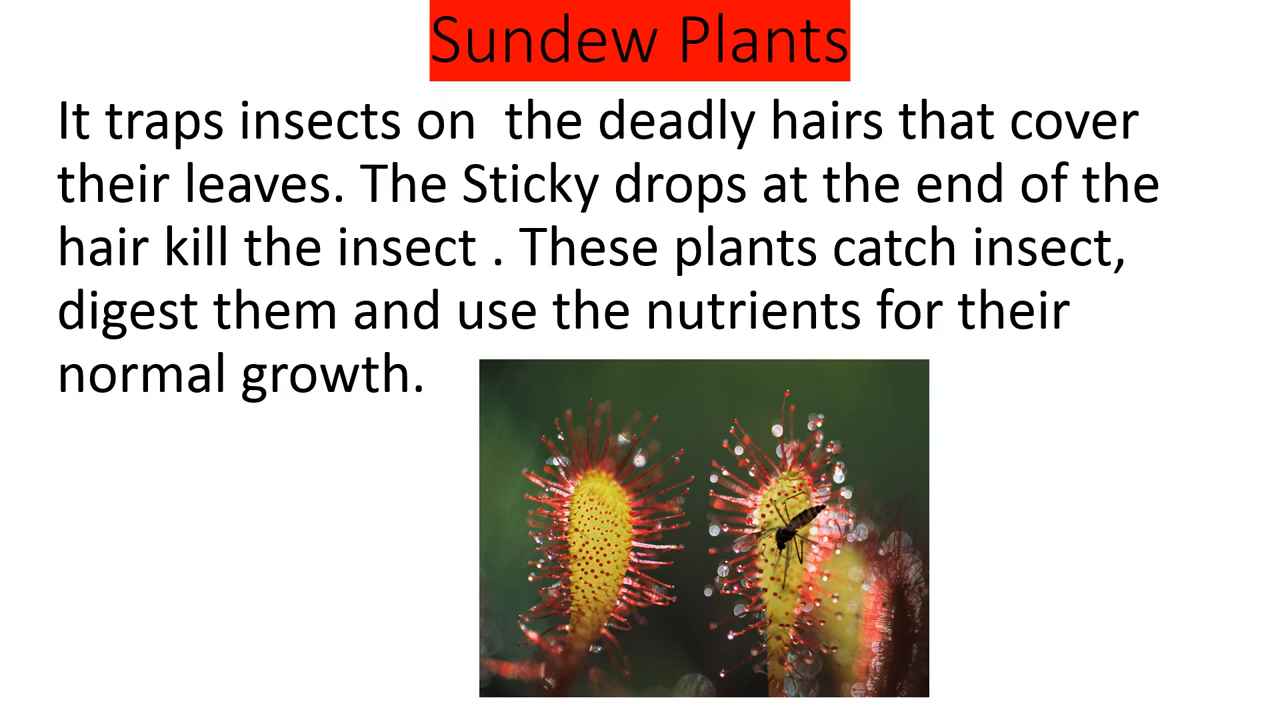 Sundew Plants
It traps insects on  the deadly hairs that cover
their leaves. The Sticky drops at the end of the
hair kill the insect . These plants catch insect,
digest them and use the nutrients for their
normal growth.